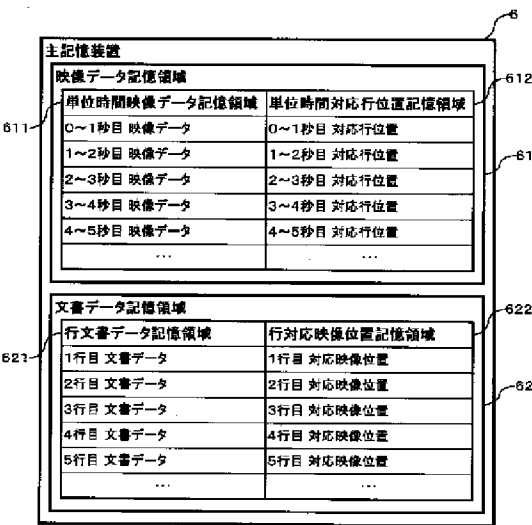 6
主記憶装置
映像データ記憶領域
612
単位時間映像データ記憶領域 単位時間対応行位置記憶領域
611
0～1秒目 映像データ 0～1秒目 対応行位置
1～2秒目 映像データ 1～2秒目 対応行位置
61
2～3秒目 映像データ 2～3秒目 対応行位置
3～4秒目 映像データ 3～4秒目 対応行位置
4～5秒目 映像データ 4～5秒目 対応行位置
... ...
文書データ記憶領域
622
行文書データ記憶領域 行対応映像位置記憶領域
621
1行目 文書データ 1行目 対応映像位置
2行目 文書データ 2行目 対応映像位置
62
3行目 文書データ 3行目 対応映像位置
4行目 文書データ 4行目 対応映像位置
5行目 文書データ 5行目 対応映像位置
... ...